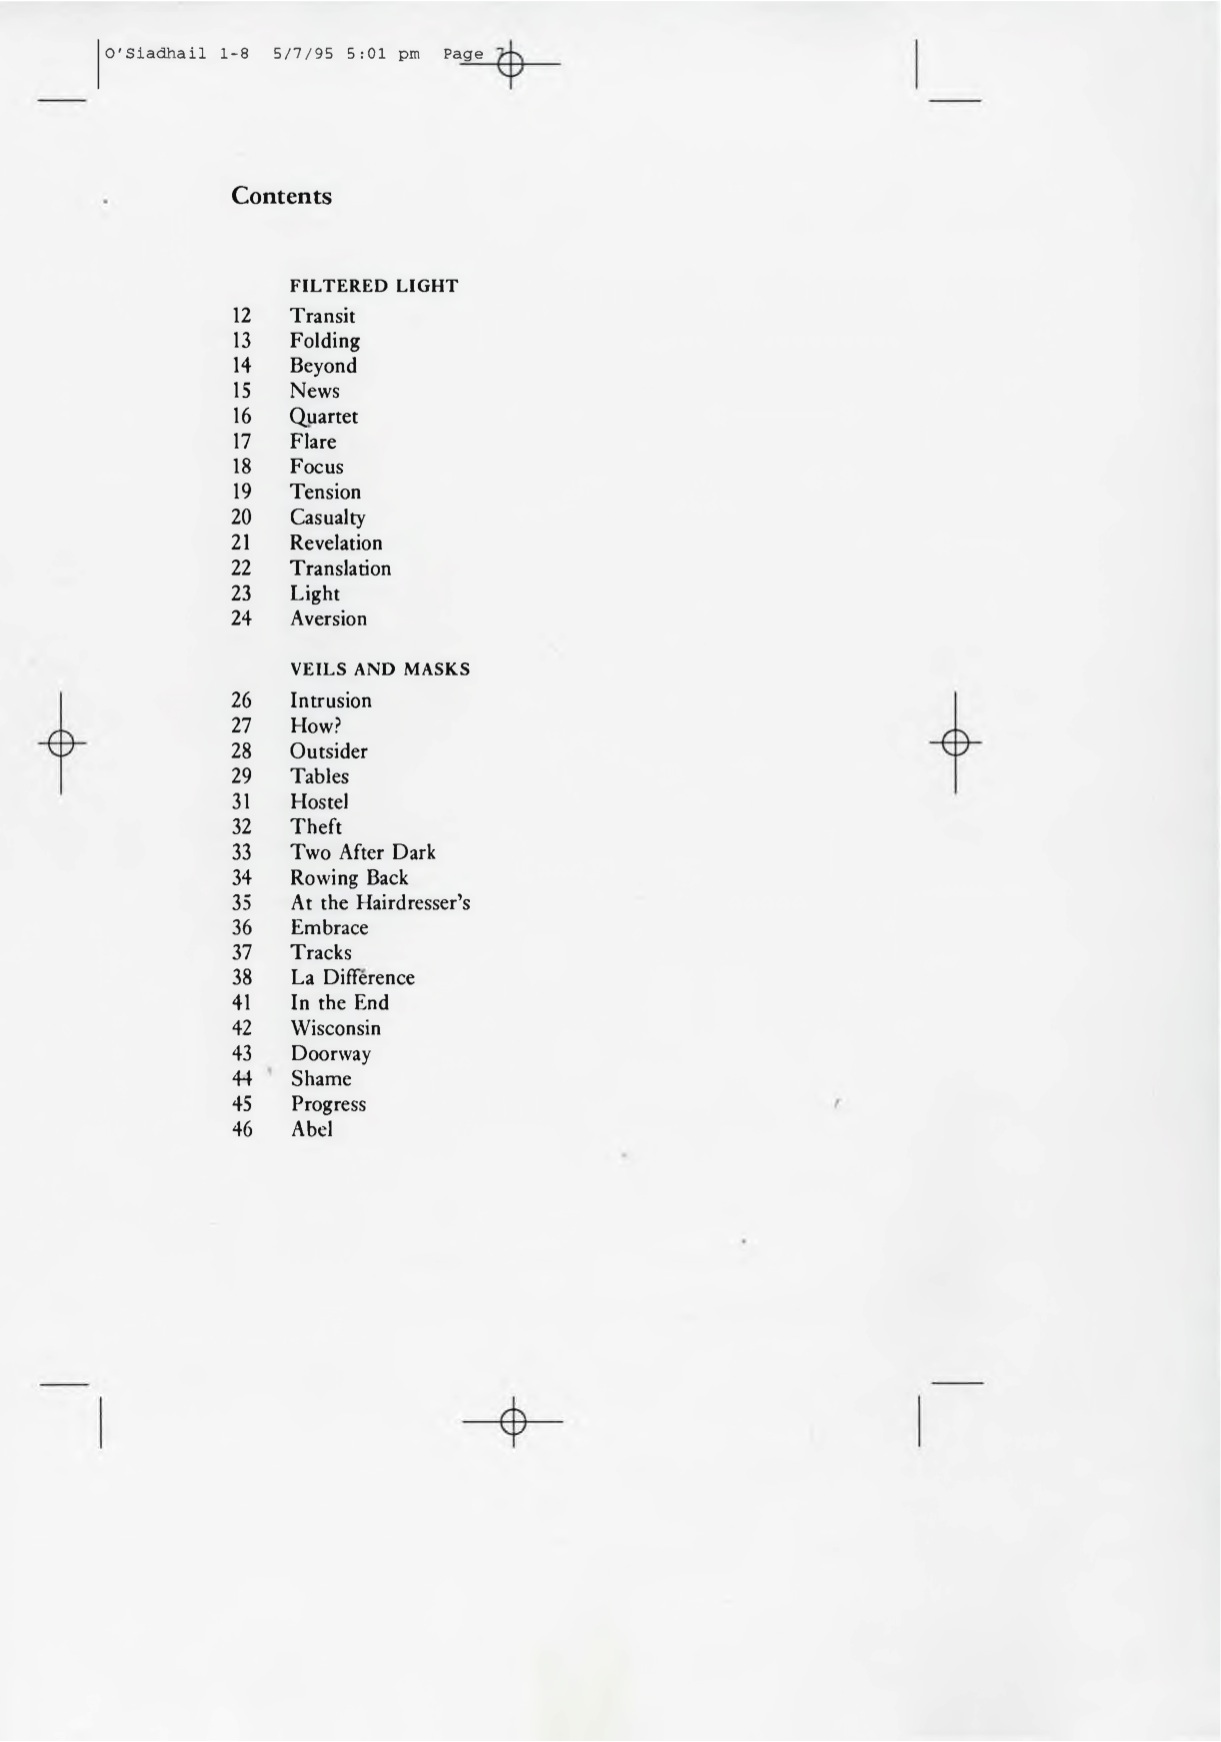 O'Siadhail 1-8 5/7/95 5:01 pm Page 7
Contents
FILTERED LIGHT
12 Transit
13 Folding
14 Beyond
15 News
16 Quartet
17 Flare
18 Focus
19 Tension
20 Casualty
21 Revelation
22 Translation
23 Light
24 Aversion
VEILS AND MASKS
26 Intrusion
27 How?
28 Outsider
29 Tables
31 Hostel
32 Theft
33 Two After Dark
34 Rowing Back
35 At the Hairdresser's
36 Embrace
37 Tracks
38 La Différence
41 In the End
42 Wisconsin
43 Doorway
44 Shame
45 Progress
46 Abel